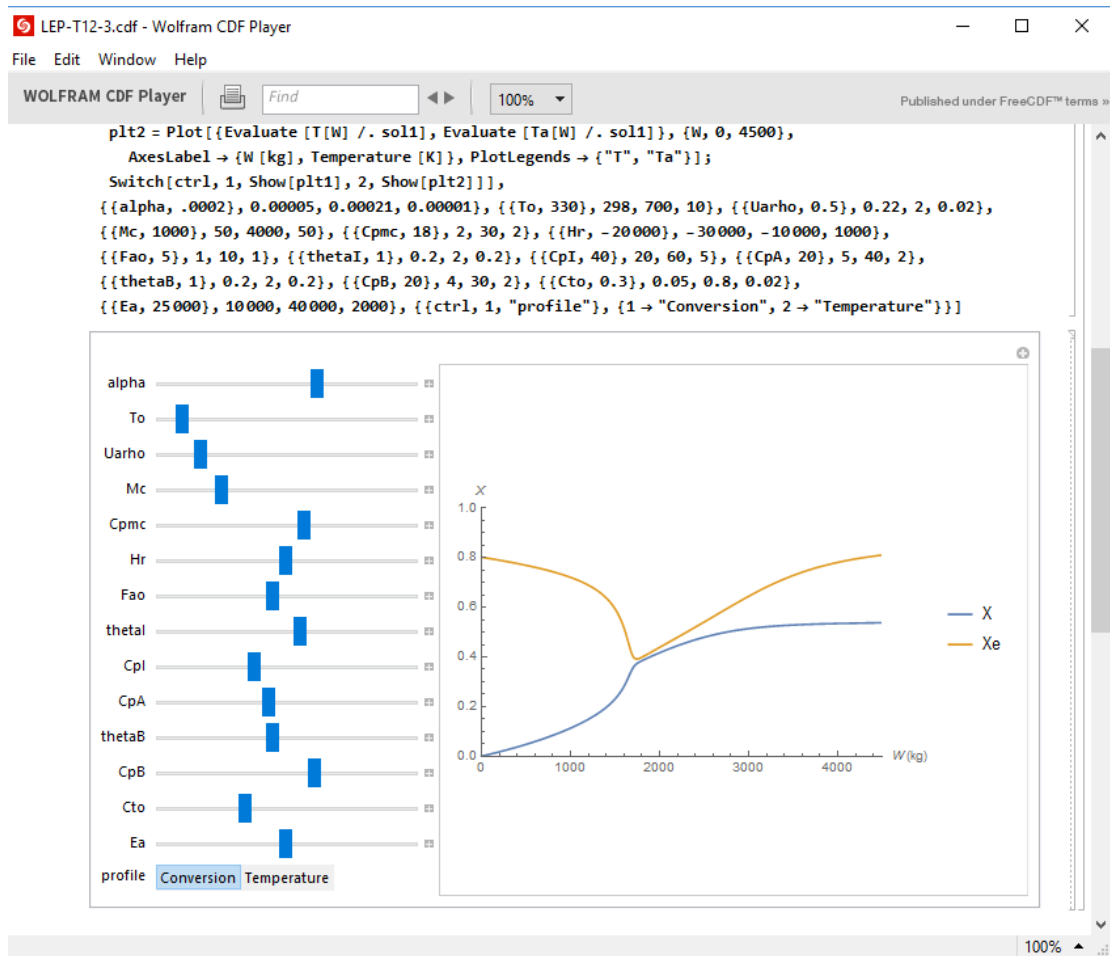 LEP-T12-3.cdf - Wolfram CDF Player
File Edit Window Help
WOLFRAM CDF Player Find 100% Published under FreeCDF™ terms »
plt2 = Plot[{Evaluate [T[W] /. sol1], Evaluate [Ta[W] /. sol1]}, {W, 0, 4500},
AxesLabel → {W [kg], Temperature [K]}, PlotLegends → {"T", "Ta"}];
Switch[ctrl, 1, Show[plt1], 2, Show[plt2]]],
{{alpha, .0002}, 0.00005, 0.00021, 0.00001}, {{To, 330}, 298, 700, 10}, {{Uarho, 0.5}, 0.22, 2, 0.02},
{{Mc, 1000}, 50, 4000, 50}, {{Cpmc, 18}, 2, 30, 2}, {{Hr, -20000}, -30000, -10000, 1000},
{{Fao, 5}, 1, 10, 1}, {{thetaI, 1}, 0.2, 2, 0.2}, {{CpI, 40}, 20, 60, 5}, {{CpA, 20}, 5, 40, 2},
{{thetaB, 1}, 0.2, 2, 0.2}, {{CpB, 20}, 4, 30, 2}, {{Cto, 0.3}, 0.05, 0.8, 0.02},
{{Ea, 25000}, 10000, 40000, 2000}, {{ctrl, 1, "profile"}, {1 → "Conversion", 2 → "Temperature"}}]
alpha
To
Uarho
Mc
Cpmc
Hr
Fao
thetaI
CpI
CpA
thetaB
CpB
Cto
Ea
profile Conversion Temperature
X
1.0
0.8
0.6
0.4
0.2
0.0
0 1000 2000 3000 4000
W(kg)
X
Xe
100%